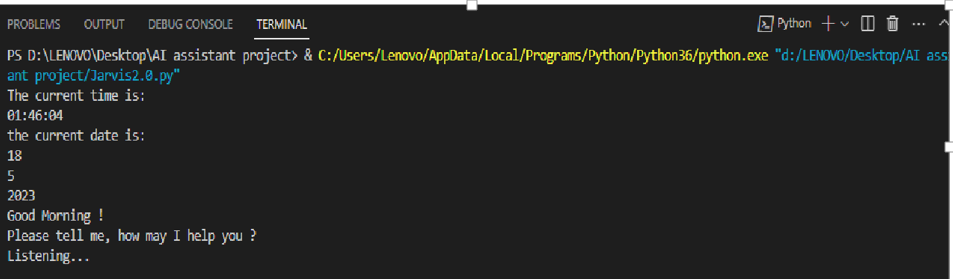 PROBLEMS OUTPUT DEBUG CONSOLE TERMINAL Python
PS D:\LENOVO\Desktop\AI assistant project> & C:/Users/Lenovo/AppData/Local/Programs/Python/Python36/python.exe "d:/LENOVO/Desktop/AI assist
ant project/Jarvis2.0.py"
The current time is:
01:46:04
the current date is:
18
5
2023
Good Morning !
Please tell me, how may I help you ?
Listening...